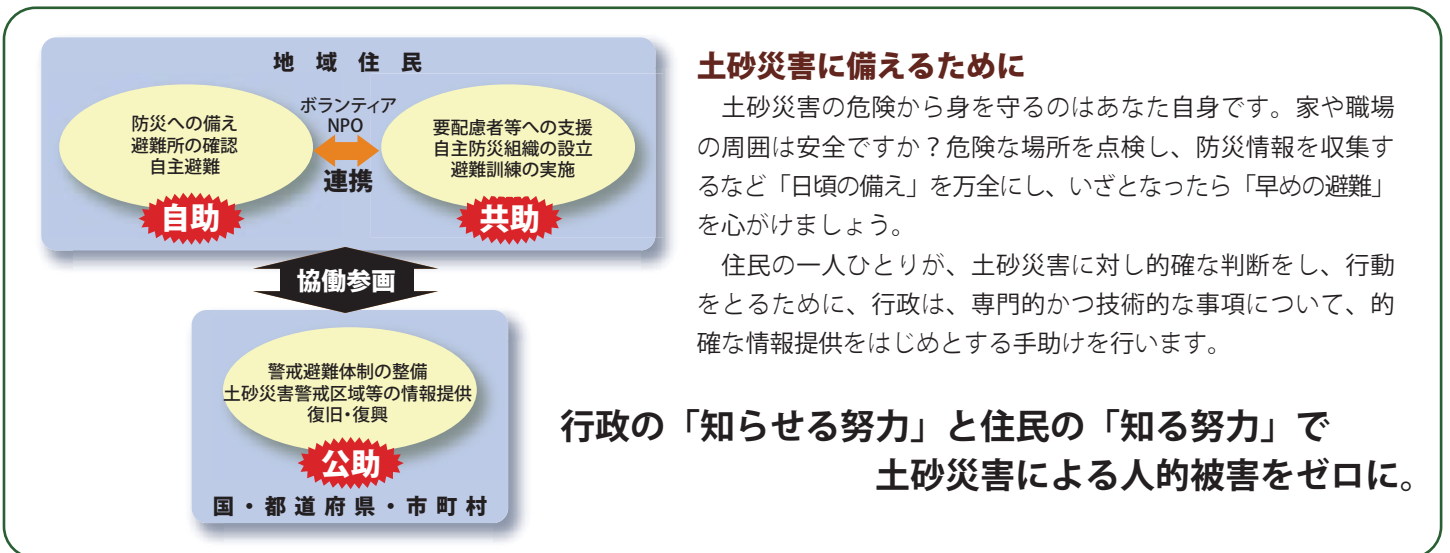 地域住民
防災への備え
避難所の確認
自主避難
自助
ボランティア
NPO
連携
要配慮者等への支援
自主防災組織の設立
避難訓練の実施
共助
協働参画
警戒避難体制の整備
土砂災害警戒区域等の情報提供
復旧・復興
公助
国・都道府県・市町村
土砂災害に備えるために
　土砂災害の危険から身を守るのはあなた自身です。家や職場
の周囲は安全ですか？危険な場所を点検し、防災情報を収集す
るなど「日頃の備え」を万全にし、いざとなったら「早めの避難」
を心がけましょう。
　住民の一人ひとりが、土砂災害に対し的確な判断をし、行動
をとるために、行政は、専門的かつ技術的な事項について、的
確な情報提供をはじめとする手助けを行います。
行政の「知らせる努力」と住民の「知る努力」で
土砂災害による人的被害をゼロに。